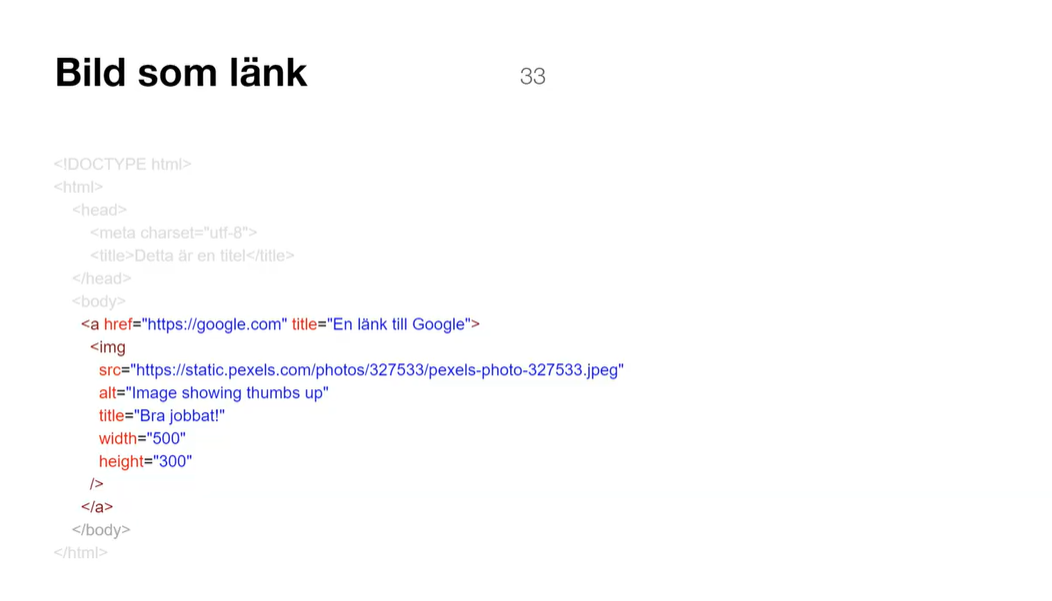 Bild som länk
33
<!DOCTYPE html>
<html>
<head>
<meta charset="utf-8">
<title>Detta är en titel</title>
</head>
<body>
<a href="https://google.com" title="En länk till Google">
<img
src="https://static.pexels.com/photos/327533/pexels-photo-327533.jpeg"
alt="Image showing thumbs up"
title="Bra jobbat!"
width="500"
height="300"
/>
</a>
</body>
</html>